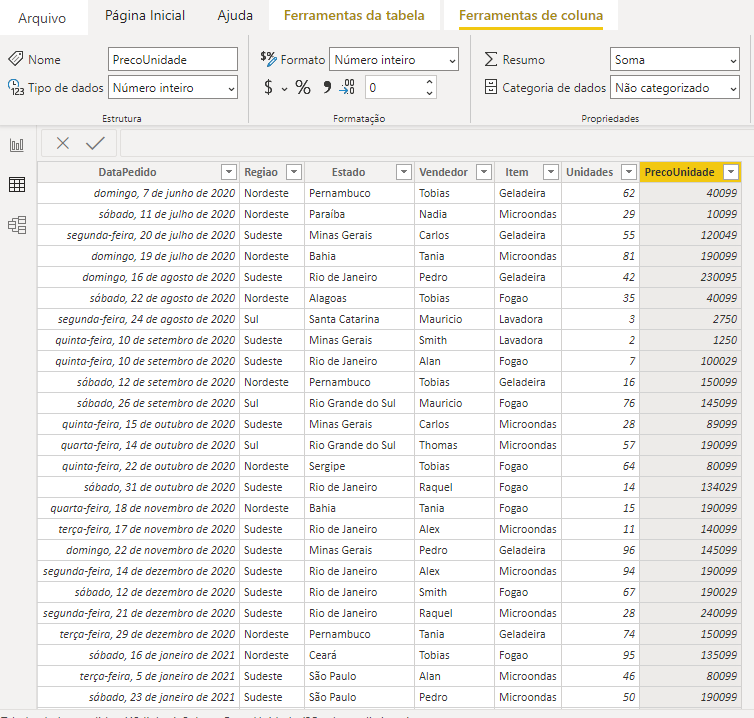 Arquivo Página Inicial Ajuda Ferramentas da tabela Ferramentas de coluna
Nome PrecoUnidade $% Formato Número inteiro Resumo Soma
Tipo de dados Número inteiro $ % 0 Categoria de dados Não categorizado
Estrutura Formatação Propriedades
DataPedido Regiao Estado Vendedor Item Unidades PrecoUnidade
domingo, 7 de junho de 2020 Nordeste Pernambuco Tobias Geladeira 62 40099
sábado, 11 de julho de 2020 Nordeste Paraíba Nadia Microondas 29 10099
segunda-feira, 20 de julho de 2020 Sudeste Minas Gerais Carlos Geladeira 55 120049
domingo, 19 de julho de 2020 Nordeste Bahia Tania Microondas 81 190099
domingo, 16 de agosto de 2020 Sudeste Rio de Janeiro Pedro Geladeira 42 230095
sábado, 22 de agosto de 2020 Nordeste Alagoas Tobias Fogao 35 40099
segunda-feira, 24 de agosto de 2020 Sul Santa Catarina Mauricio Lavadora 3 2750
quinta-feira, 10 de setembro de 2020 Sudeste Minas Gerais Smith Lavadora 2 1250
quinta-feira, 10 de setembro de 2020 Sudeste Rio de Janeiro Alan Fogao 7 100029
sábado, 12 de setembro de 2020 Nordeste Pernambuco Tobias Geladeira 16 150099
sábado, 26 de setembro de 2020 Sul Rio Grande do Sul Mauricio Fogao 76 145099
quinta-feira, 15 de outubro de 2020 Sudeste Minas Gerais Carlos Microondas 28 89099
quarta-feira, 14 de outubro de 2020 Sul Rio Grande do Sul Thomas Microondas 57 190099
quinta-feira, 22 de outubro de 2020 Nordeste Sergipe Tobias Fogao 64 80099
sábado, 31 de outubro de 2020 Sudeste Rio de Janeiro Raquel Fogao 14 134029
quarta-feira, 18 de novembro de 2020 Nordeste Bahia Tania Fogao 15 190099
terça-feira, 17 de novembro de 2020 Sudeste Rio de Janeiro Alex Microondas 11 140099
domingo, 22 de novembro de 2020 Sudeste Minas Gerais Pedro Geladeira 96 145099
segunda-feira, 14 de dezembro de 2020 Sudeste Rio de Janeiro Alex Microondas 94 190099
sábado, 12 de dezembro de 2020 Sudeste Rio de Janeiro Smith Fogao 67 190029
segunda-feira, 21 de dezembro de 2020 Sudeste Rio de Janeiro Raquel Microondas 28 240099
terça-feira, 29 de dezembro de 2020 Nordeste Pernambuco Tania Geladeira 74 150099
sábado, 16 de janeiro de 2021 Nordeste Ceará Tobias Fogao 95 135099
terça-feira, 5 de janeiro de 2021 Sudeste São Paulo Alan Microondas 46 80099
sábado, 23 de janeiro de 2021 Sudeste São Paulo Pedro Microondas 50 190099